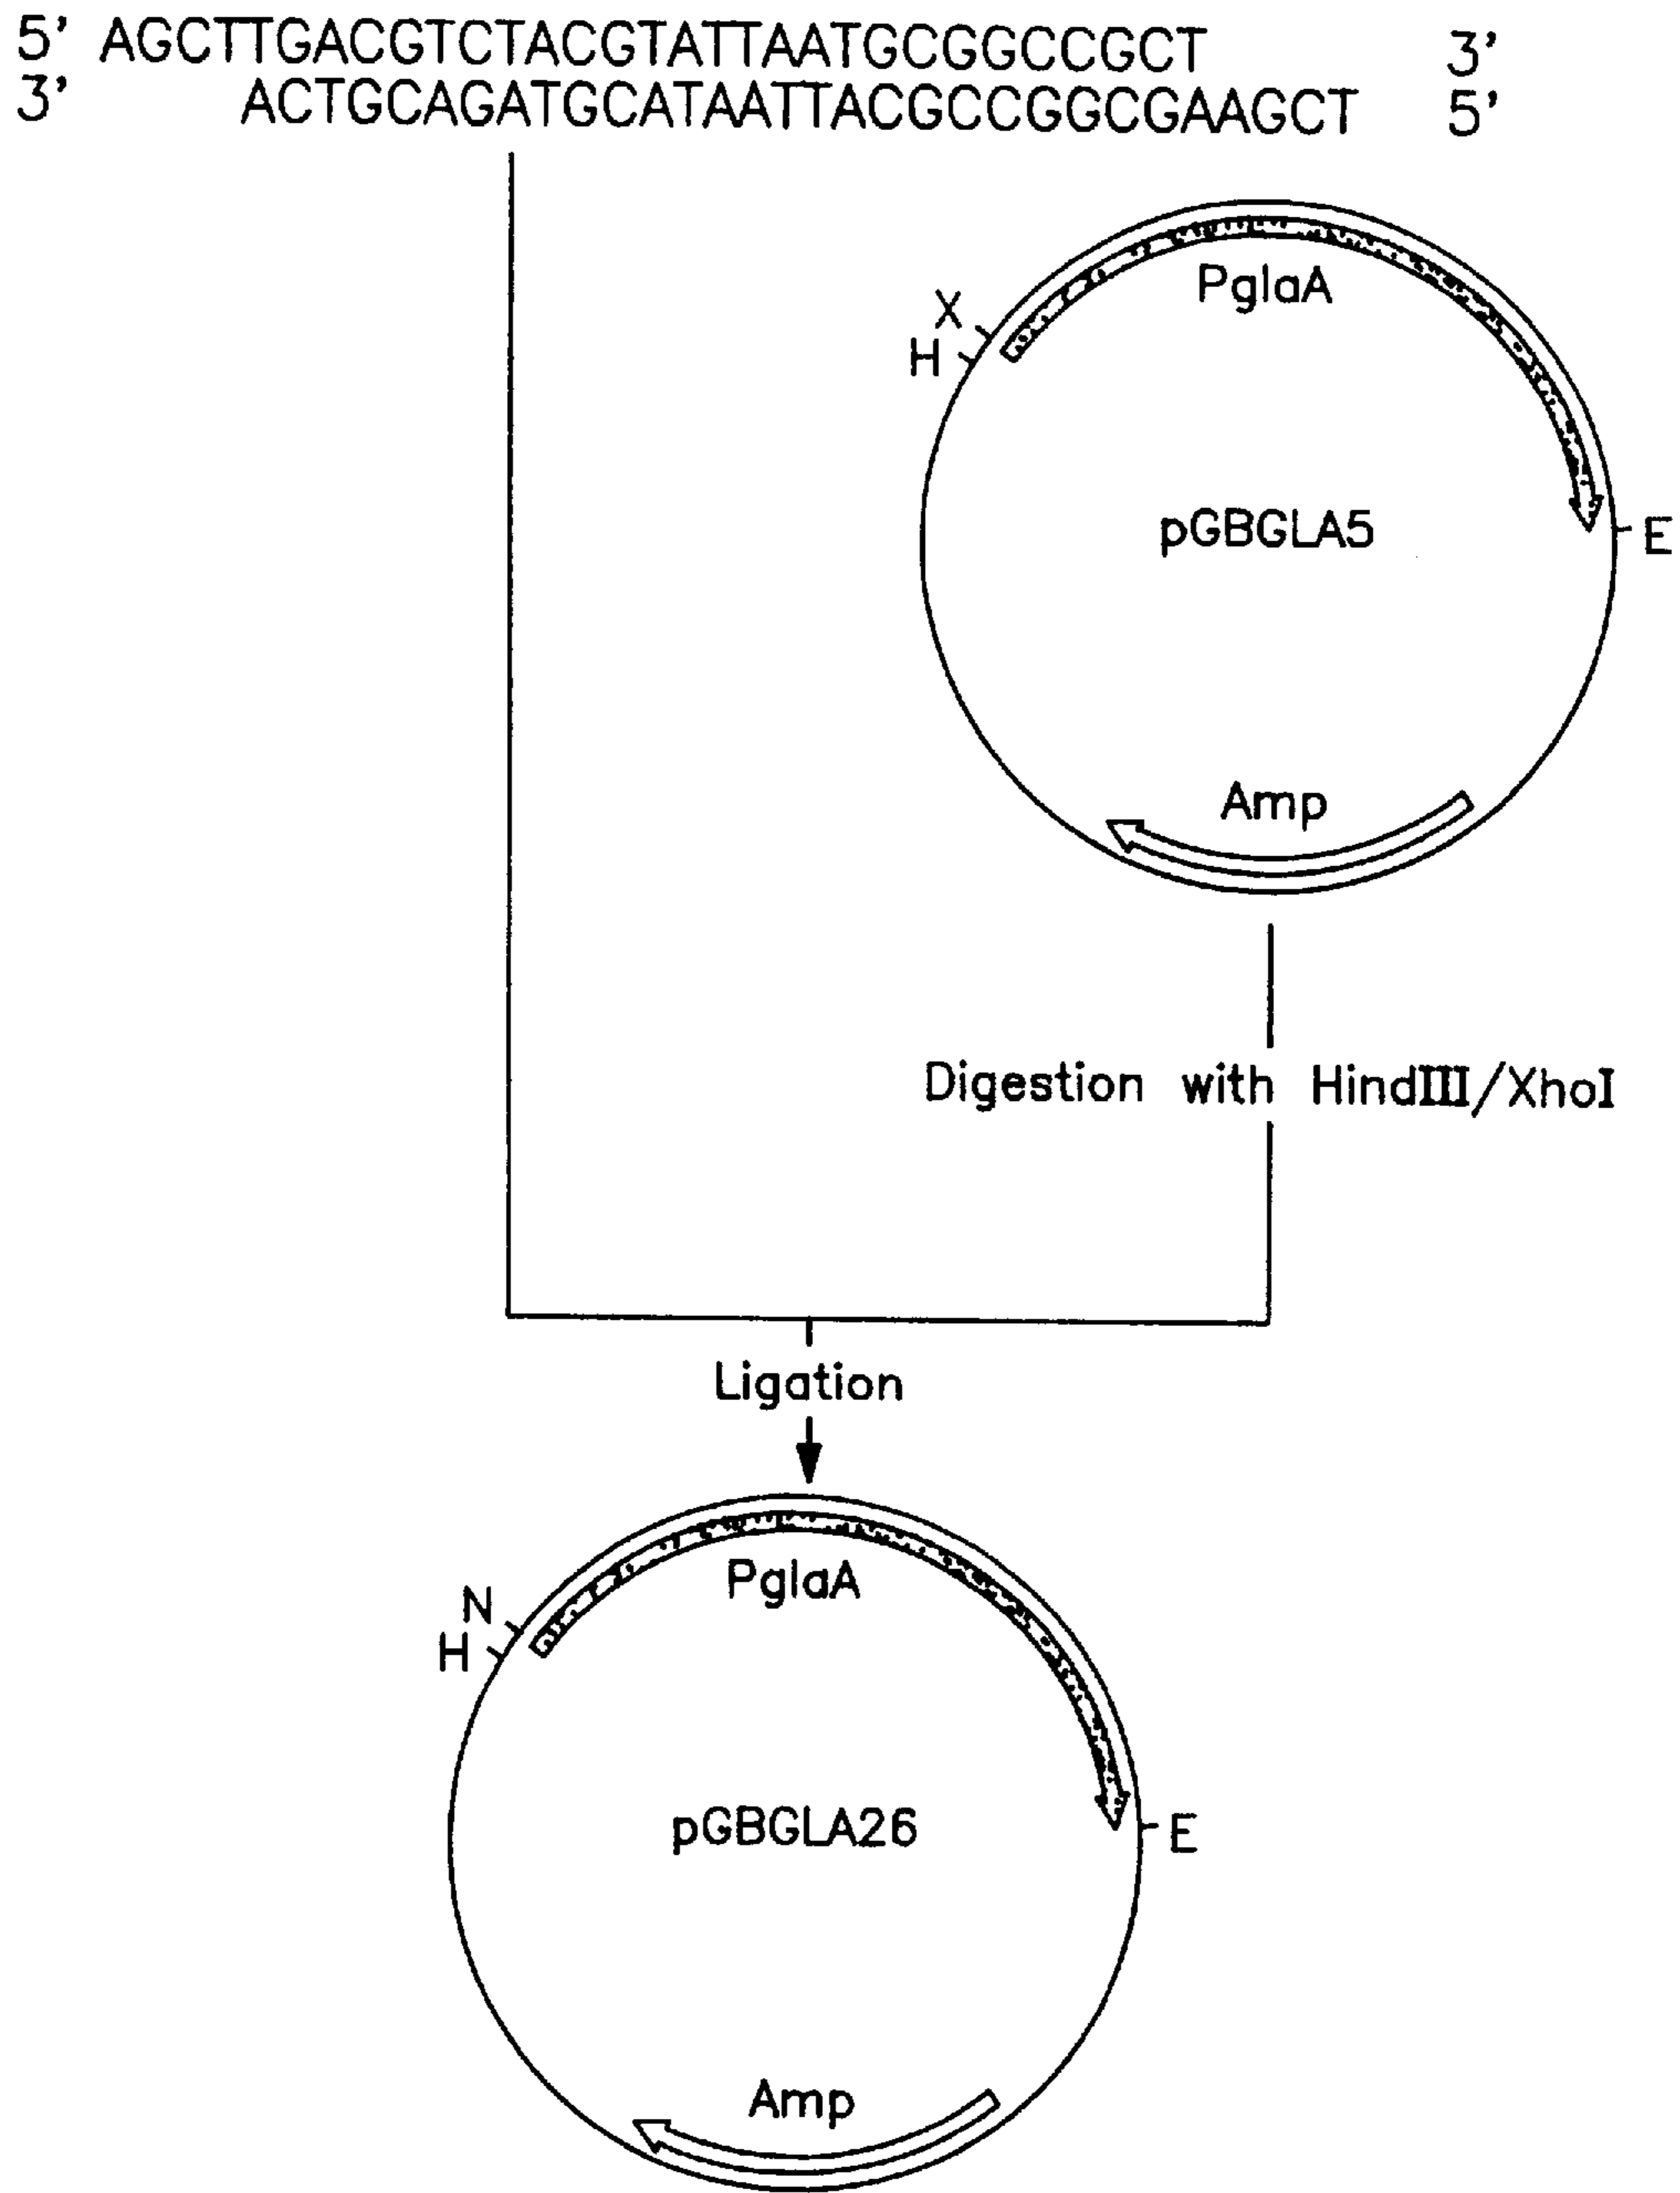 5' AGCTTGACGTCTACGTATTAATGCGGCCGCT 3'
3' ACTGCAGATGCATAATTACGCCGGCGAAGCT 5'
PglaA
X
H
pGBGLA5
E
Amp
Digestion with HindIII/XhoI
Ligation
PglaA
N
H
pGBGLA26
E
Amp